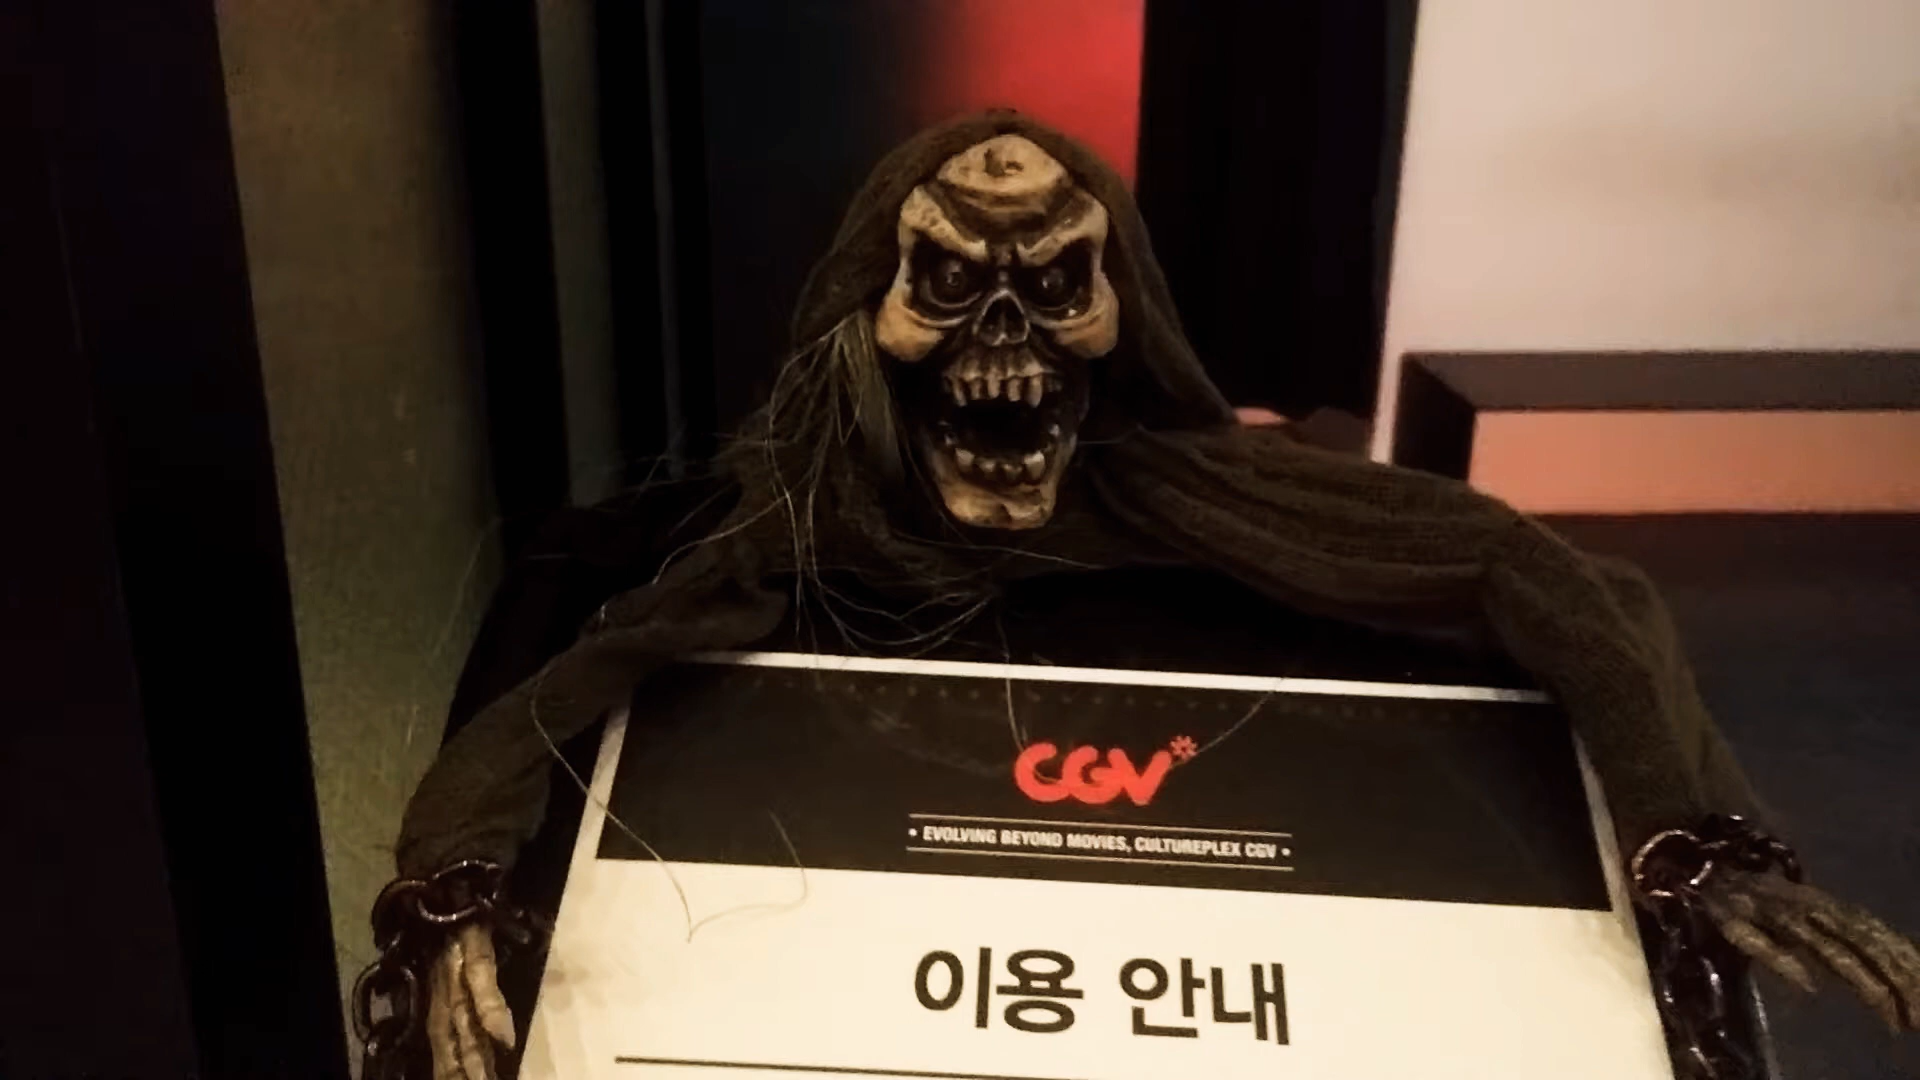 CGV*
• EVOLVING BEYOND MOVIES, CULTUREPLEX CGV •
이용 안내